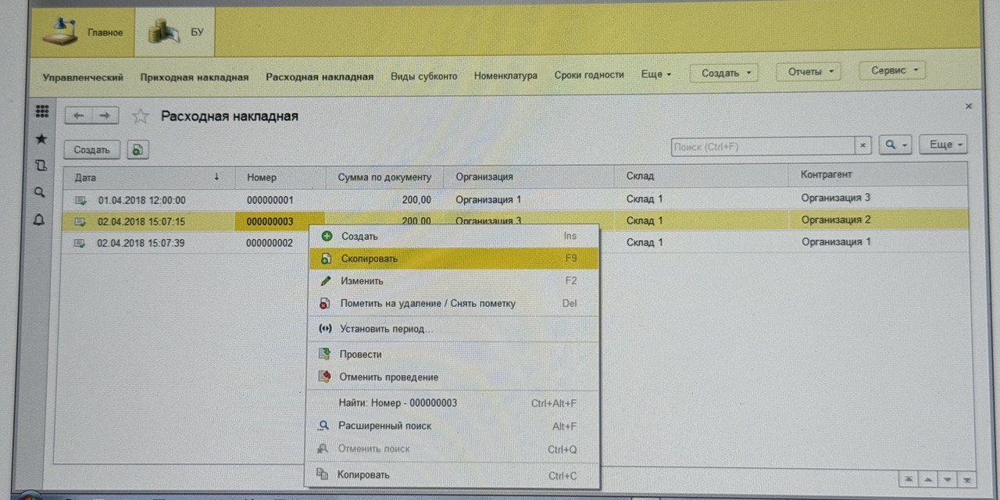 Главное БУ
Управленческий Приходная накладная Расходная накладная Виды субконто Номенклатура Сроки годности Еще Создать Отчеты Сервис
Расходная накладная
Создать Поиск (Ctrl+F) × Еще
Дата ↓ Номер Сумма по документу Организация Склад Контрагент
01.04.2018 12:00:00 000000001 200,00 Организация 1 Склад 1 Организация 3
02.04.2018 15:07:15 000000003 200,00 Организация 3 Склад 1 Организация 2
02.04.2018 15:07:39 000000002 Склад 1 Организация 1
Создать Ins
Скопировать F9
Изменить F2
Пометить на удаление / Снять пометку Del
Установить период...
Провести
Отменить проведение
Найти: Номер - 000000003 Ctrl+Alt+F
Расширенный поиск Alt+F
Отменить поиск Ctrl+Q
Копировать Ctrl+C